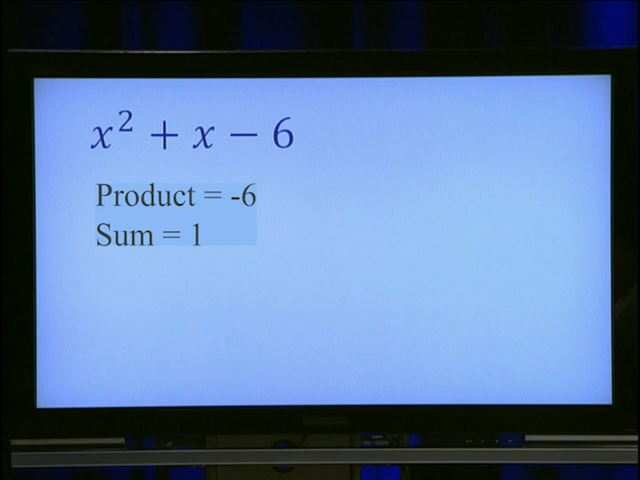 x² + x − 6
Product = -6
Sum = 1